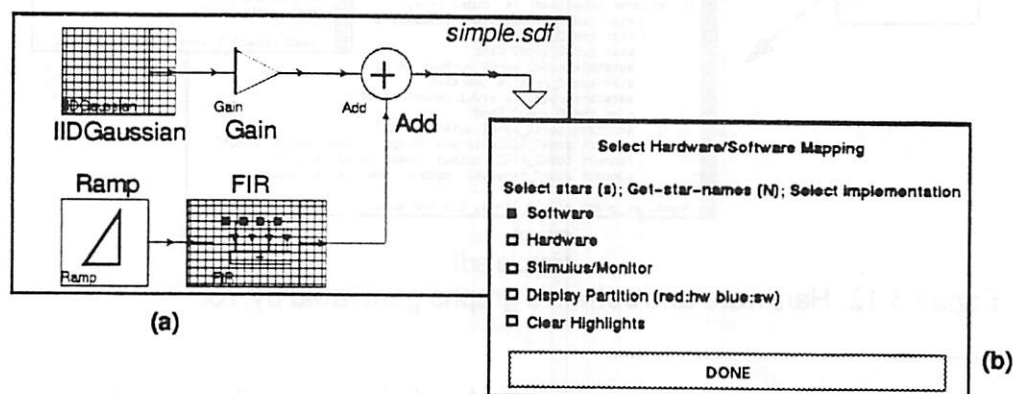 simple.sdf
IIDGaussian
Gain
Add
IIDGaussian
Gain
Add
Ramp
FIR
Ramp
FIR
(a)
Select Hardware/Software Mapping
Select stars (s); Get-star-names (N); Select implementation
Software
Hardware
Stimulus/Monitor
Display Partition (red:hw blue:sw)
Clear Highlights
DONE
(b)